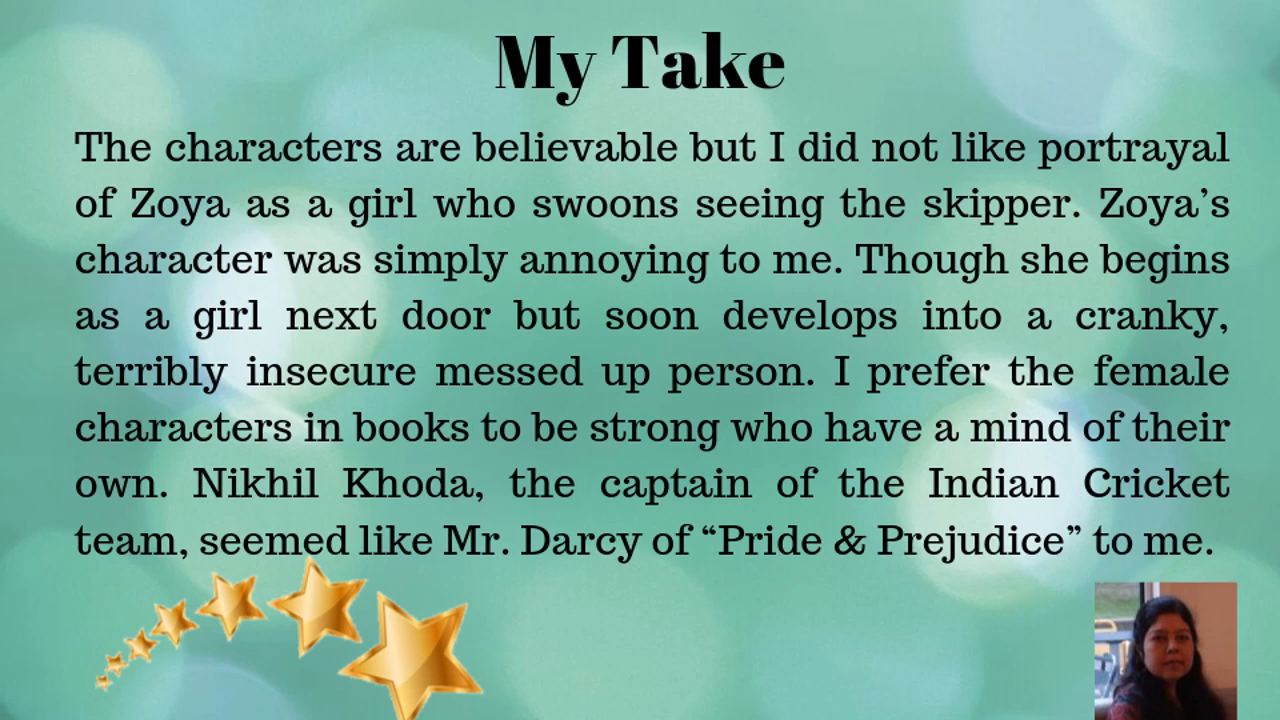 My Take
The characters are believable but I did not like portrayal
of Zoya as a girl who swoons seeing the skipper. Zoya’s
character was simply annoying to me. Though she begins
as a girl next door but soon develops into a cranky,
terribly insecure messed up person. I prefer the female
characters in books to be strong who have a mind of their
own. Nikhil Khoda, the captain of the Indian Cricket
team, seemed like Mr. Darcy of “Pride & Prejudice” to me.